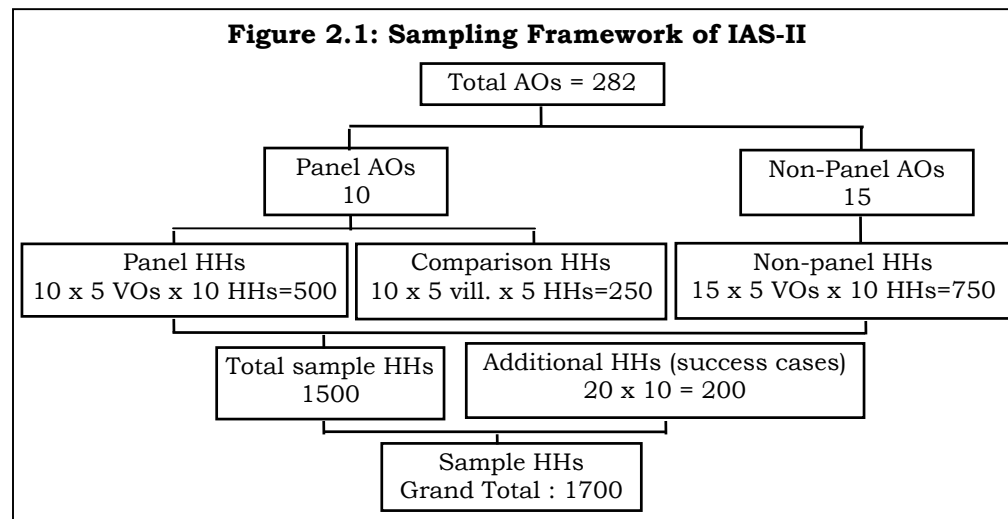 Figure 2.1: Sampling Framework of IAS-II
Total AOs = 282
Panel AOs
10
Non-Panel AOs
15
Panel HHs
10 x 5 VOs x 10 HHs=500
Comparison HHs
10 x 5 vill. x 5 HHs=250
Non-panel HHs
15 x 5 VOs x 10 HHs=750
Total sample HHs
1500
Additional HHs (success cases)
20 x 10 = 200
Sample HHs
Grand Total : 1700